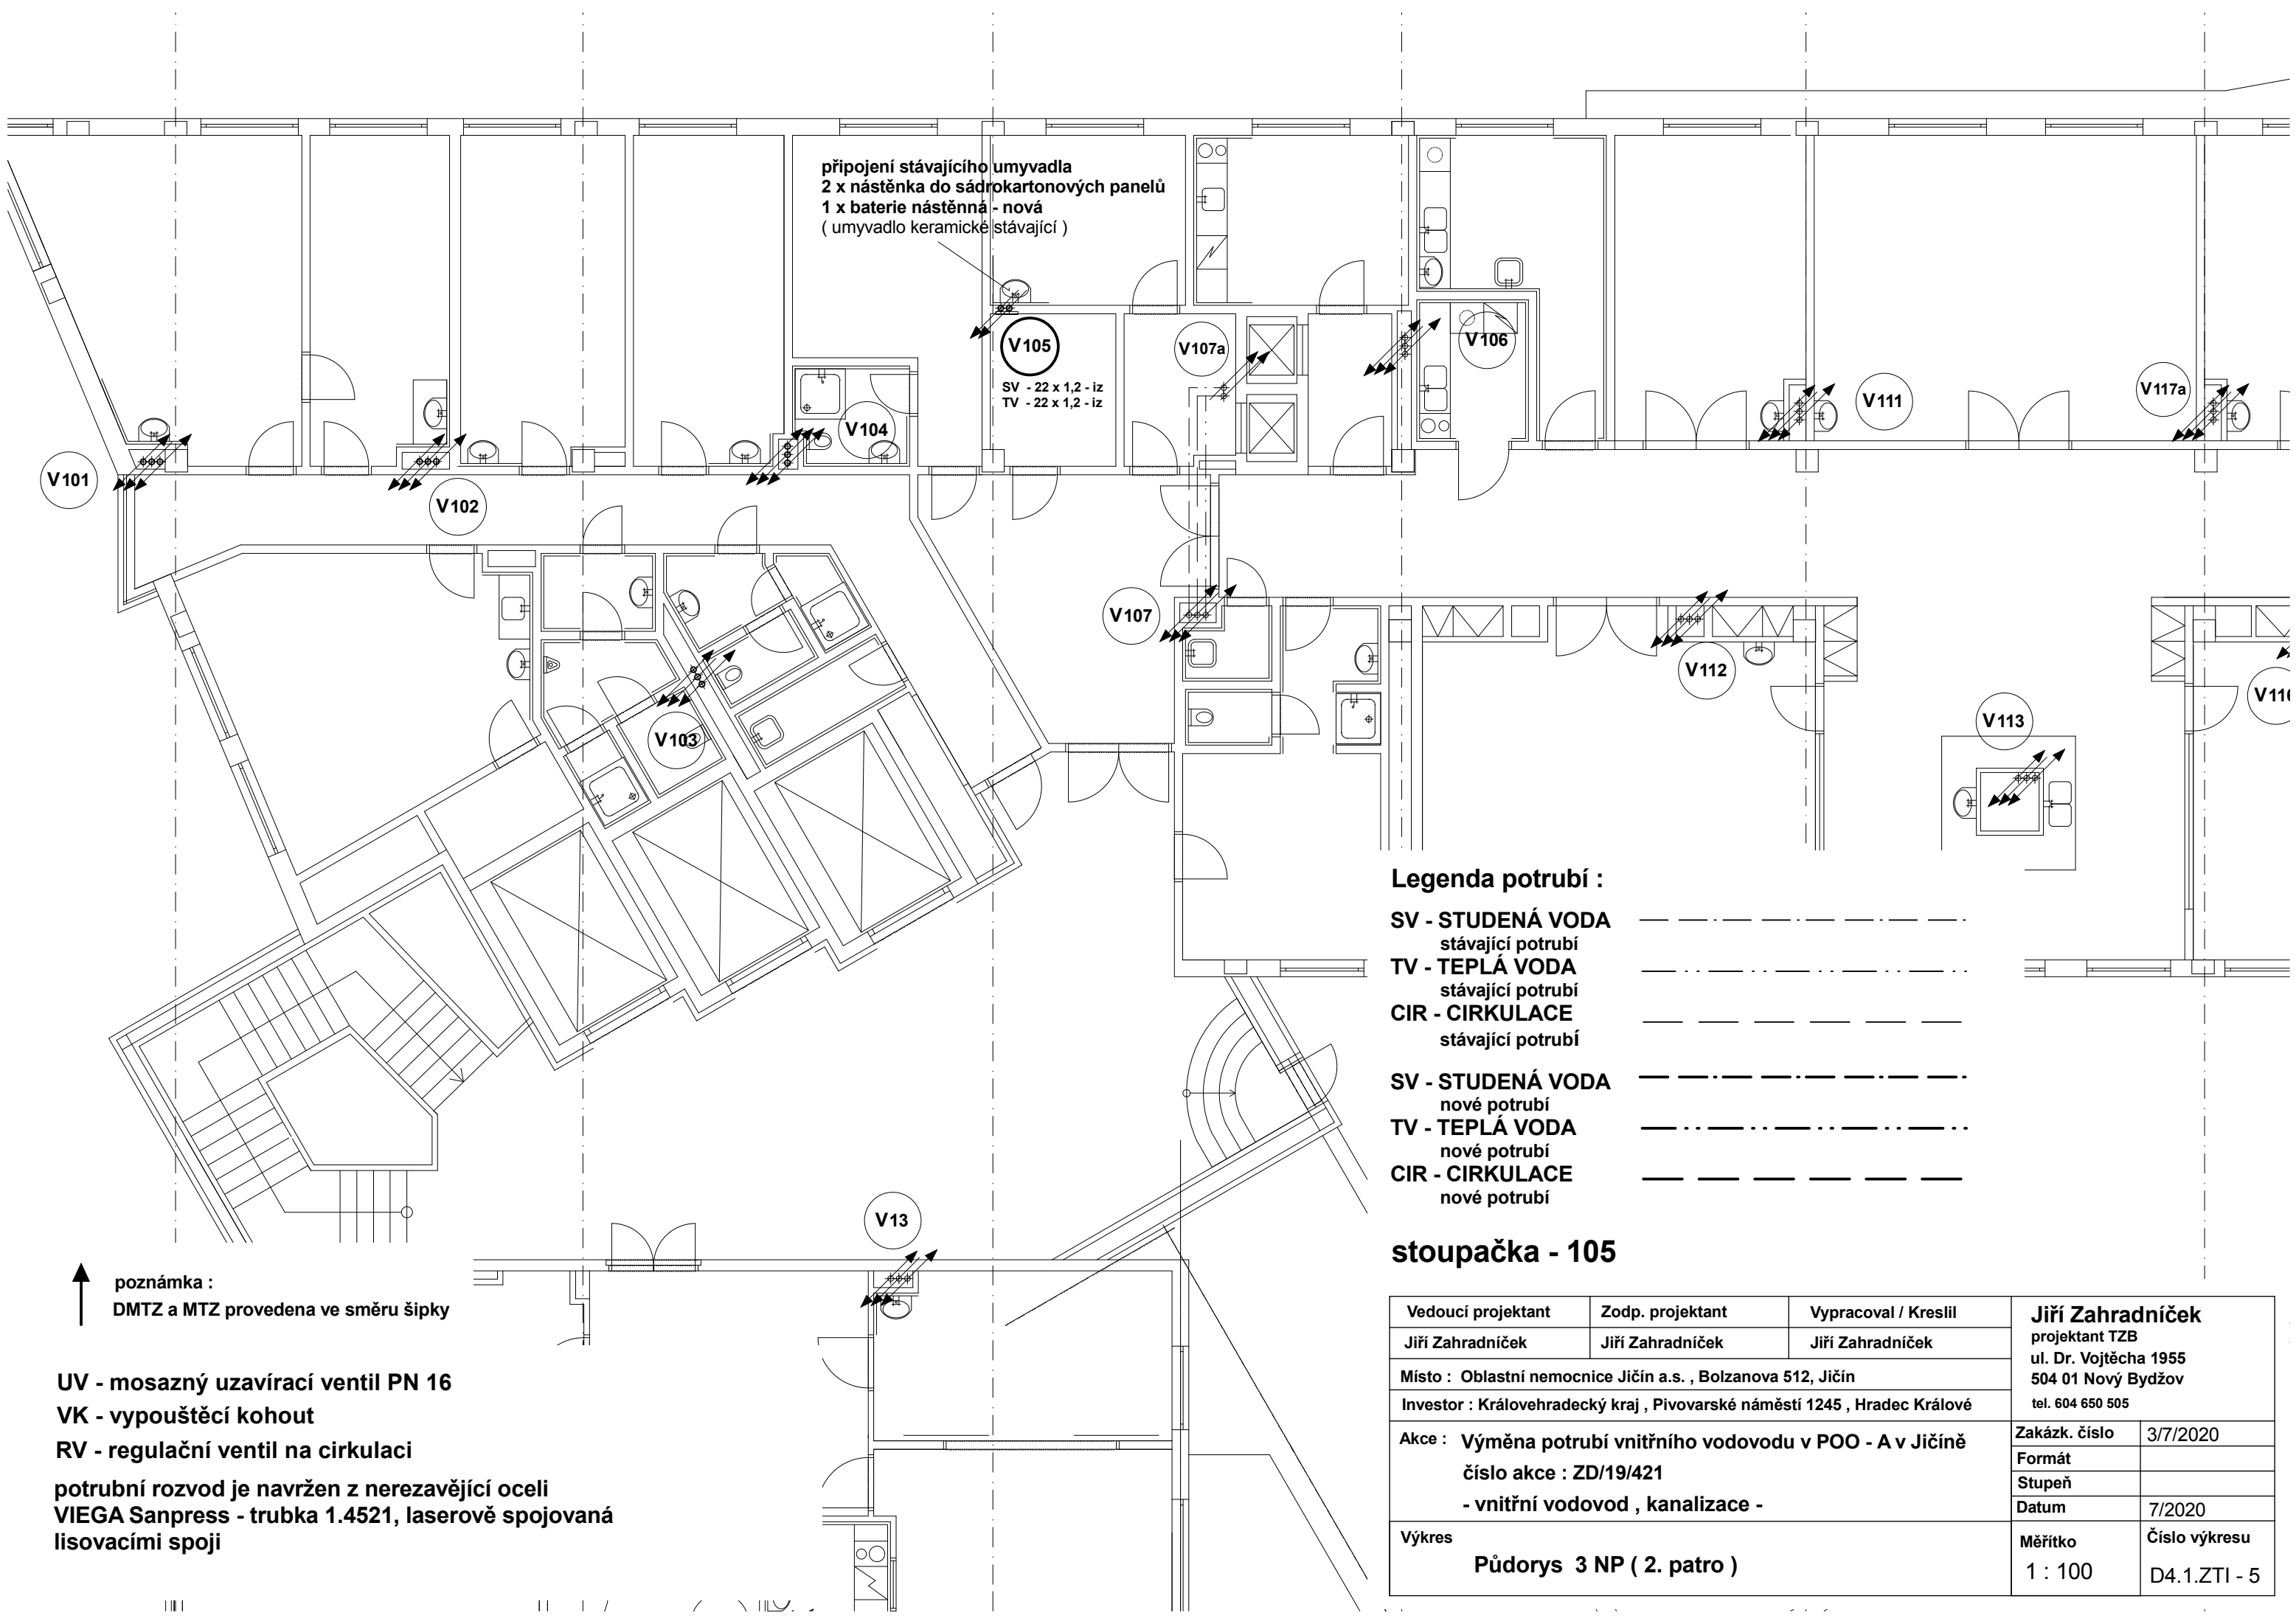 připojení stávajícího umyvadla
2 x nástěnka do sádrokartonových panelů
1 x baterie nástěnná - nová
( umyvadlo keramické stávající )
V105
SV - 22 x 1,2 - iz
TV - 22 x 1,2 - iz
V107a
V106
V111
V117a
V104
V101
V102
V107
V112
V103
V113
V116
V13
Legenda potrubí :
SV - STUDENÁ VODA
stávající potrubí
TV - TEPLÁ VODA
stávající potrubí
CIR - CIRKULACE
stávající potrubí
SV - STUDENÁ VODA
nové potrubí
TV - TEPLÁ VODA
nové potrubí
CIR - CIRKULACE
nové potrubí
stoupačka - 105
poznámka :
DMTZ a MTZ provedena ve směru šipky
UV - mosazný uzavírací ventil PN 16
VK - vypouštěcí kohout
RV - regulační ventil na cirkulaci
potrubní rozvod je navržen z nerezavějící oceli
VIEGA Sanpress - trubka 1.4521, laserově spojovaná
lisovacími spoji
Vedoucí projektant
Zodp. projektant
Vypracoval / Kreslil
Jiří Zahradníček
Jiří Zahradníček
Jiří Zahradníček
Jiří Zahradníček
projektant TZB
ul. Dr. Vojtěcha 1955
504 01 Nový Bydžov
tel. 604 650 505
Místo : Oblastní nemocnice Jičín a.s. , Bolzanova 512, Jičín
Investor : Královehradecký kraj , Pivovarské náměstí 1245 , Hradec Králové
Akce : Výměna potrubí vnitřního vodovodu v POO - A v Jičíně
číslo akce : ZD/19/421
- vnitřní vodovod , kanalizace -
Zakázk. číslo 3/7/2020
Formát
Stupeň
Datum 7/2020
Výkres
Půdorys 3 NP ( 2. patro )
Měřítko
1 : 100
Číslo výkresu
D4.1.ZTI - 5